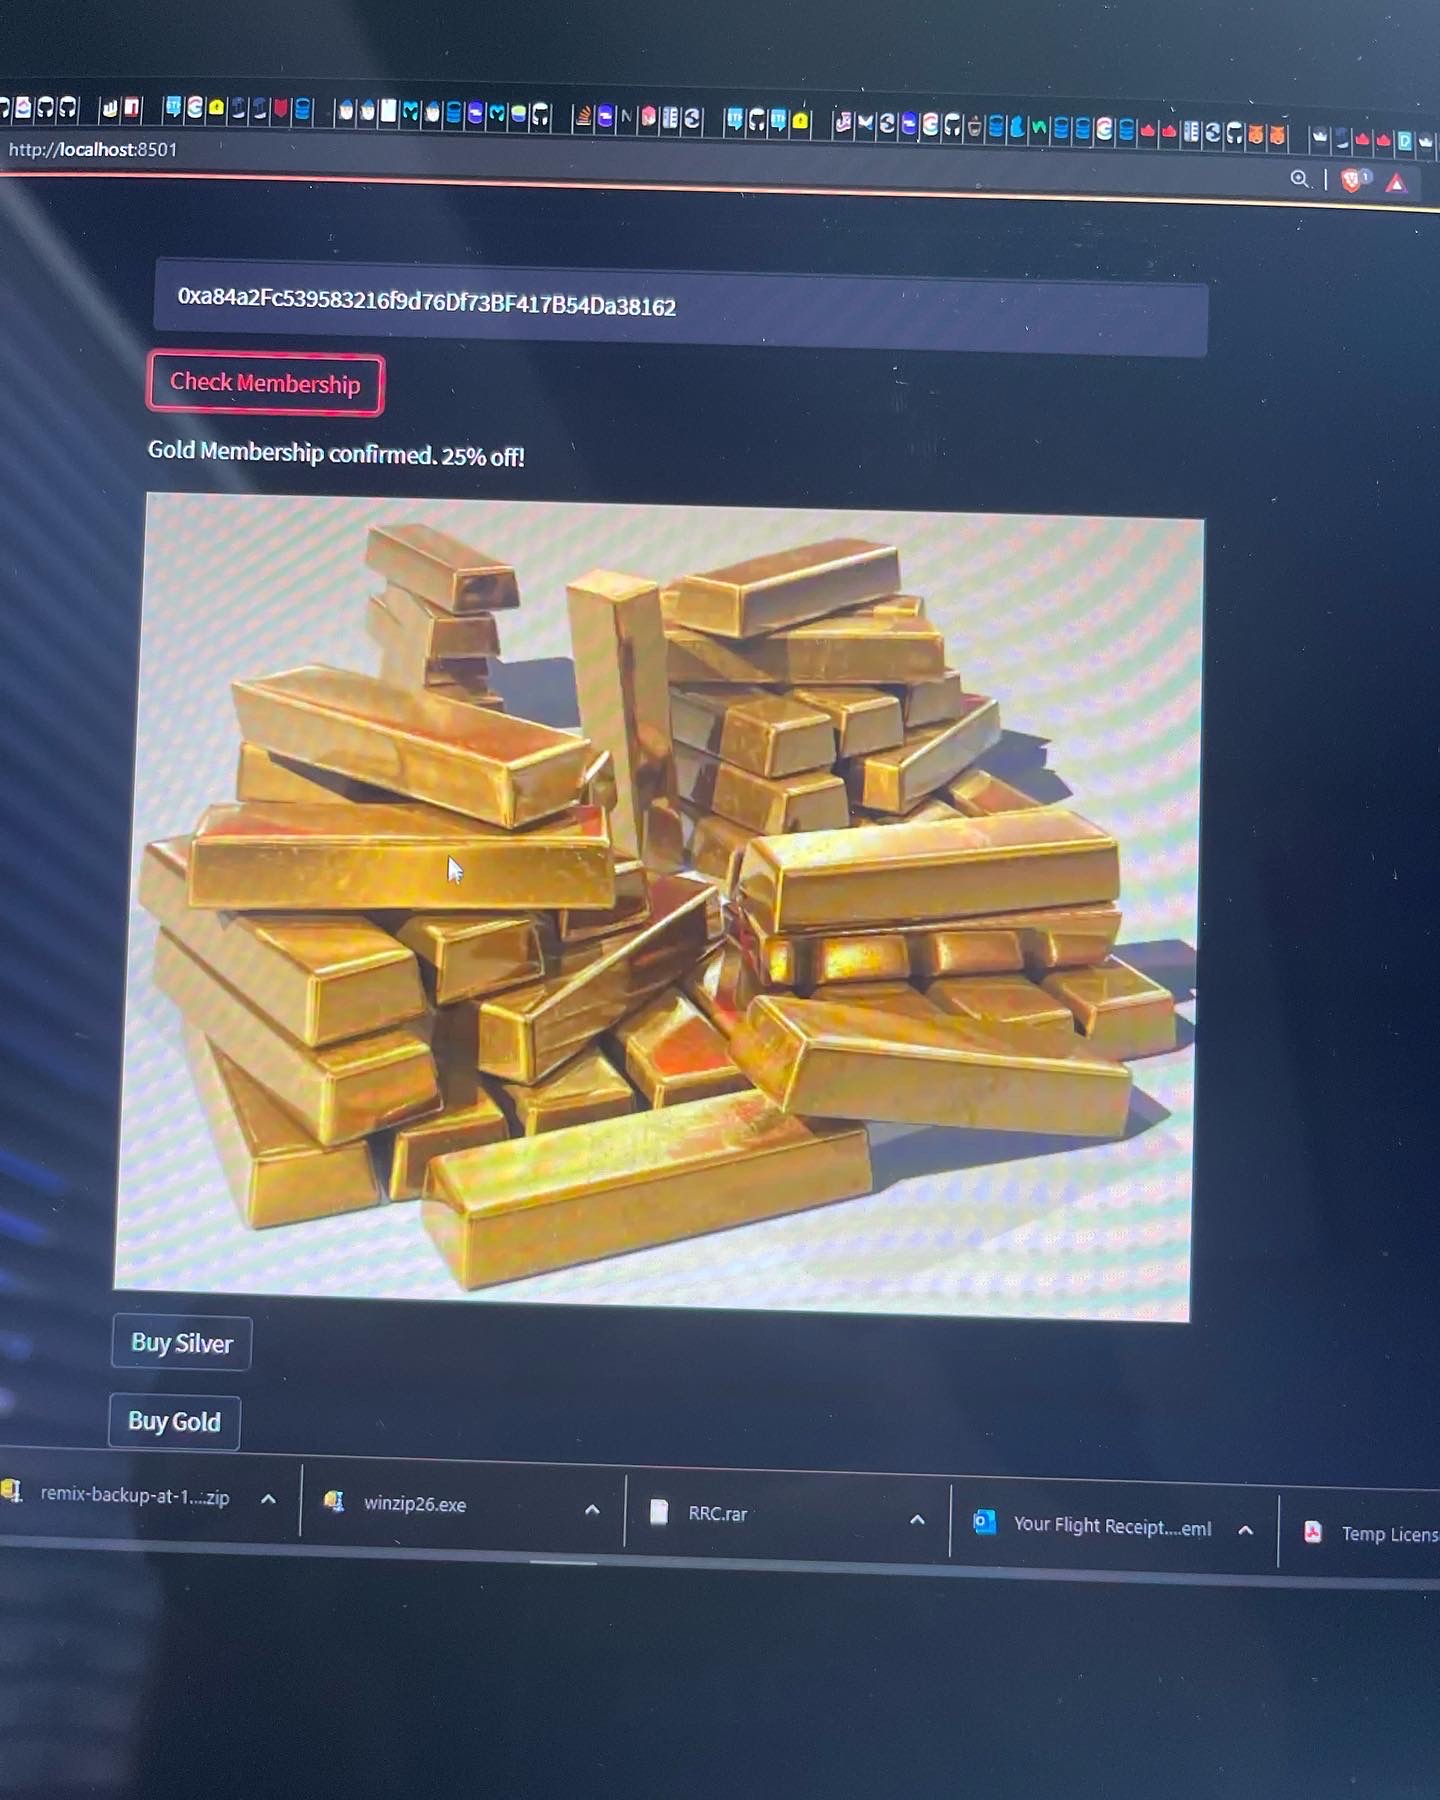 http://localhost:8501
0xa84a2Fc539583216f9d76Df73BF417B54Da38162
Check Membership
Gold Membership confirmed. 25% off!
Buy Silver
Buy Gold
remix-backup-at-1....zip
winzip26.exe
RRC.rar
Your Flight Receipt....eml
Temp Licens